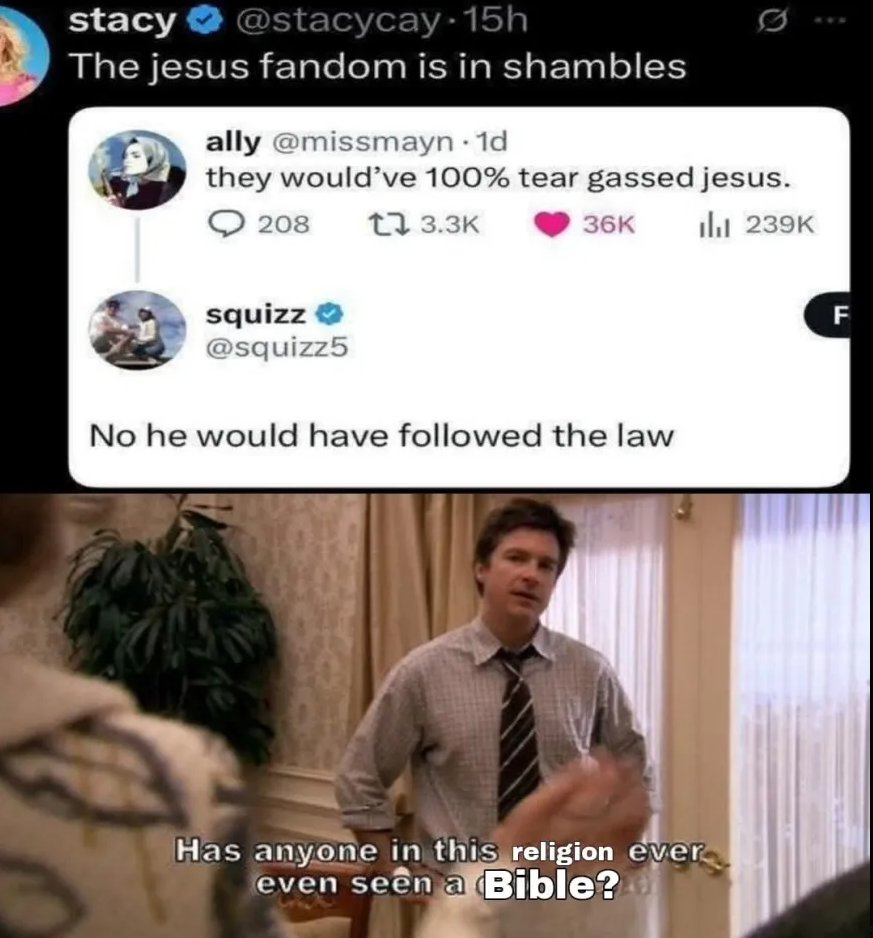 stacy @stacycay · 15h
The jesus fandom is in shambles
ally @missmayn · 1d
they would've 100% tear gassed jesus.
208 3.3K 36K 239K
squizz
@squizz5
F
No he would have followed the law
Has anyone in this religion ever
even seen a Bible?